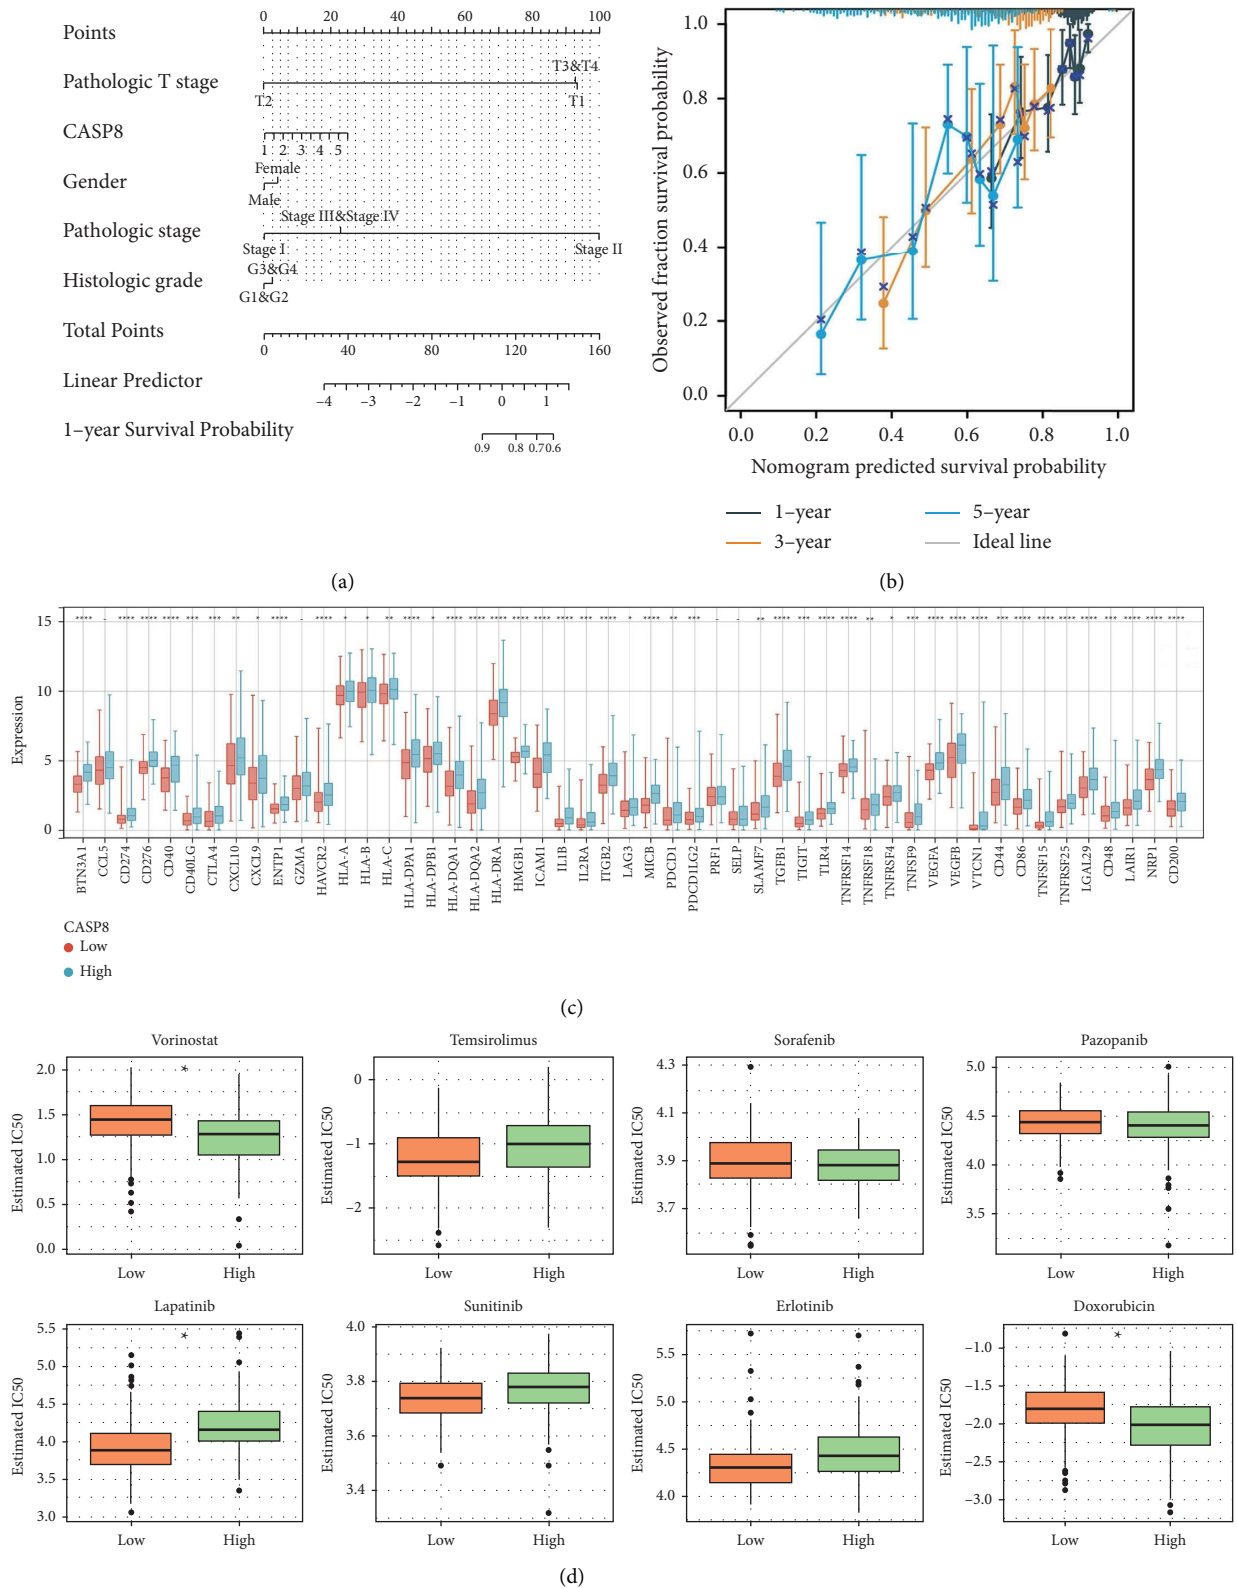 Points
0 20 40 60 80 100
Pathologic T stage
T3&T4
T2 T1
CASP8
1 2 3 4 5
Female
Gender
Male
Stage III&Stage IV
Pathologic stage
Stage I Stage II
G3&G4
Histologic grade
G1&G2
Total Points
0 40 80 120 160
Linear Predictor
−4 −3 −2 −1 0 1
1−year Survival Probability
0.9 0.8 0.7 0.6
(a)
Observed fraction survival probability
1.0
0.8
0.6
0.4
0.2
0.0
0.0 0.2 0.4 0.6 0.8 1.0
Nomogram predicted survival probability
1−year 5−year
3−year Ideal line
(b)
Expression
15
10
5
0
**** - **** **** **** *** *** ** * **** - **** * * ** **** * **** **** **** **** **** **** *** **** * **** ** *** - - ** **** ** **** **** ** * *** **** **** **** *** *** **** **** **** *** **** **** ****
BTN3A1 CCL5 CD274 CD276 CD40 CD40LG CTLA4 CXCL10 CXCL9 ENTP1 GZMA HAVCR2 HLA-A HLA-B HLA-C HLA-DPA1 HLA-DPB1 HLA-DQA1 HLA-DQA2 HLA-DRA HMGB1 ICAM1 IL1B IL2RA ITGB2 LAG3 MICB PDCD1 PDCD1LG2 PRF1 SELP SLAMF7 TGFB1 TIGIT TLR4 TNFRSF14 TNFRSF18 TNFRSF4 TNFSF9 VEGFA VEGFB VTCN1 CD44 CD86 TNFSF15 TNFRSF25 LGAL29 CD48 LAIR1 NRP1 CD200
CASP8
Low
High
(c)
Vorinostat
Estimated IC50
2.0
1.5
1.0
0.5
0.0
*
Low High
Temsirolimus
Estimated IC50
0
−1
−2
Low High
Sorafenib
Estimated IC50
4.3
4.1
3.9
3.7
Low High
Pazopanib
Estimated IC50
5.0
4.5
4.0
3.5
Low High
Lapatinib
Estimated IC50
5.5
5.0
4.5
4.0
3.5
3.0
*
Low High
Sunitinib
Estimated IC50
4.0
3.8
3.6
3.4
Low High
Erlotinib
Estimated IC50
5.5
5.0
4.5
4.0
Low High
Doxorubicin
Estimated IC50
−1.0
−1.5
−2.0
−2.5
−3.0
*
Low High
(d)